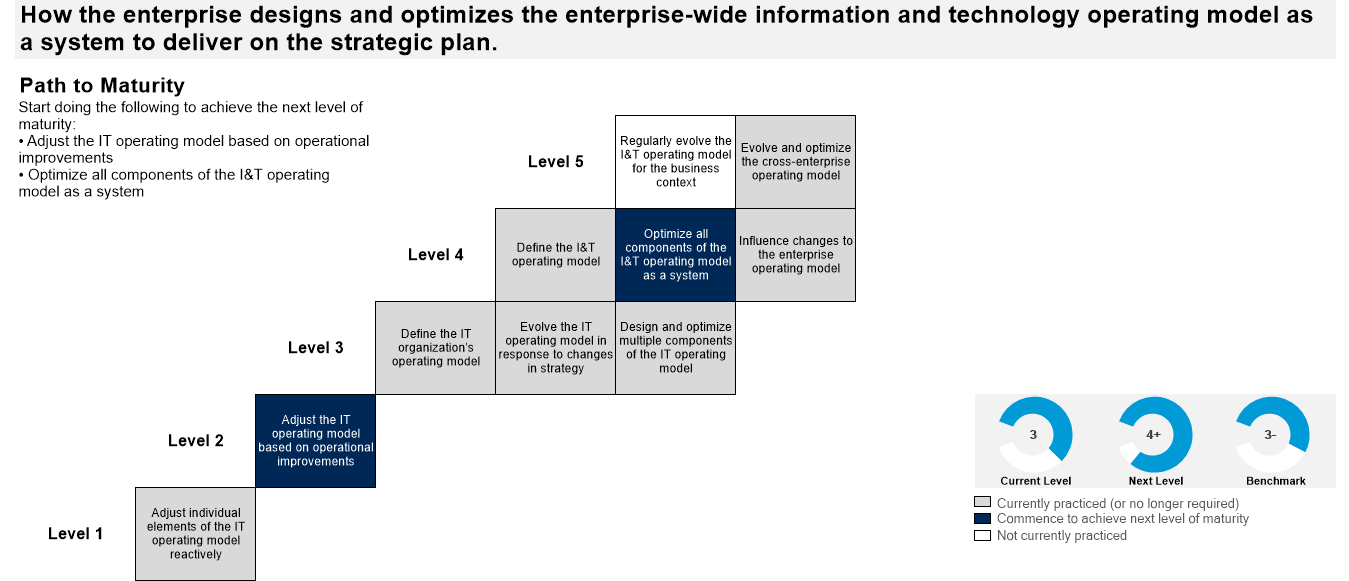 How the enterprise designs and optimizes the enterprise-wide information and technology operating model as
a system to deliver on the strategic plan.
Path to Maturity
Start doing the following to achieve the next level of
maturity:
• Adjust the IT operating model based on operational
improvements
• Optimize all components of the I&T operating
model as a system
Level 5
Regularly evolve the
I&T operating model
for the business
context
Evolve and optimize
the cross-enterprise
operating model
Level 4
Define the I&T
operating model
Optimize all
components of the
I&T operating model
as a system
Influence changes to
the enterprise
operating model
Level 3
Define the IT
organization's
operating model
Evolve the IT
operating model in
response to changes
in strategy
Design and optimize
multiple components
of the IT operating
model
Level 2
Adjust the IT
operating model
based on operational
improvements
Level 1
Adjust individual
elements of the IT
operating model
reactively
3
Current Level
4+
Next Level
3-
Benchmark
Currently practiced (or no longer required)
Commence to achieve next level of maturity
Not currently practiced